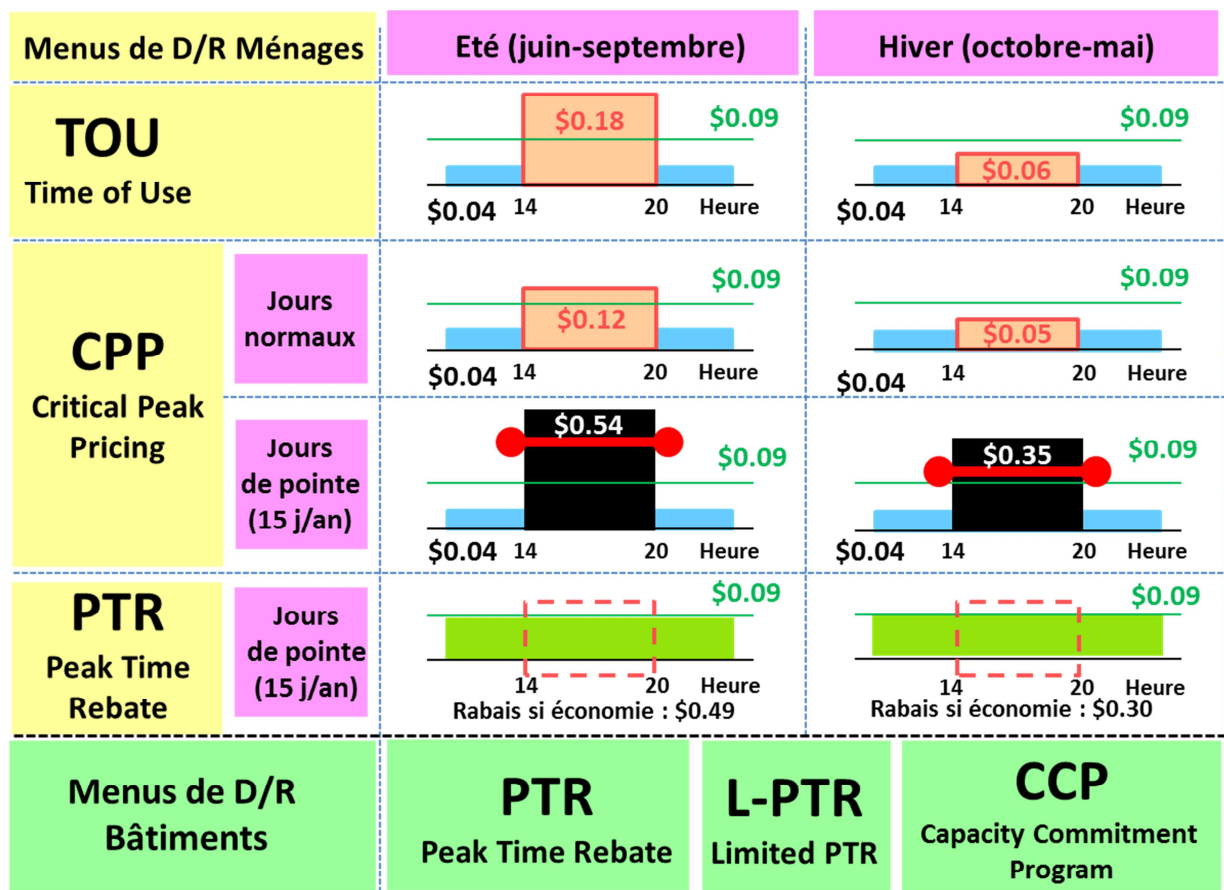 Menus de D/R Ménages
Eté (juin-septembre)
Hiver (octobre-mai)
TOU
Time of Use
$0.18
$0.09
$0.04
14
20
Heure
$0.06
$0.09
$0.04
14
20
Heure
CPP
Critical Peak
Pricing
Jours
normaux
$0.12
$0.09
$0.04
14
20
Heure
$0.05
$0.09
$0.04
14
20
Heure
Jours
de pointe
(15 j/an)
$0.54
$0.09
$0.04
14
20
Heure
$0.35
$0.09
$0.04
14
20
Heure
PTR
Peak Time
Rebate
Jours
de pointe
(15 j/an)
$0.09
14
20
Heure
Rabais si économie : $0.49
$0.09
14
20
Heure
Rabais si économie : $0.30
Menus de D/R
Bâtiments
PTR
Peak Time Rebate
L-PTR
Limited PTR
CCP
Capacity Commitment
Program